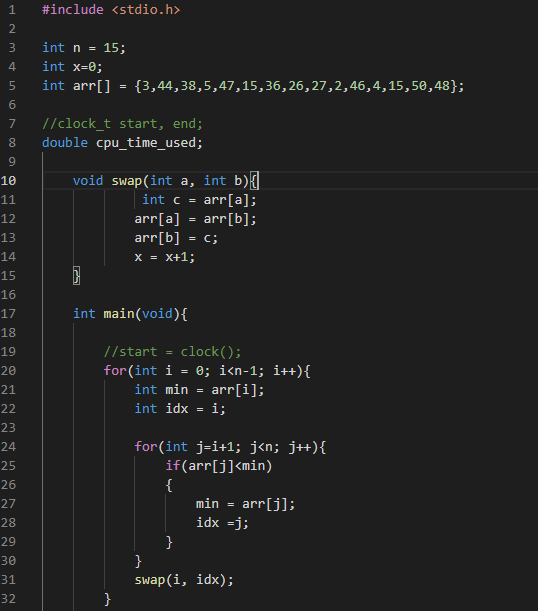 1 #include <stdio.h>
2
3 int n = 15;
4 int x=0;
5 int arr[] = {3,44,38,5,47,15,36,26,27,2,46,4,15,50,48};
6
7 //clock_t start, end;
8 double cpu_time_used;
9
10 void swap(int a, int b){
11 int c = arr[a];
12 arr[a] = arr[b];
13 arr[b] = c;
14 x = x+1;
15 }
16
17 int main(void){
18
19 //start = clock();
20 for(int i = 0; i<n-1; i++){
21 int min = arr[i];
22 int idx = i;
23
24 for(int j=i+1; j<n; j++){
25 if(arr[j]<min)
26 {
27 min = arr[j];
28 idx =j;
29 }
30 }
31 swap(i, idx);
32 }